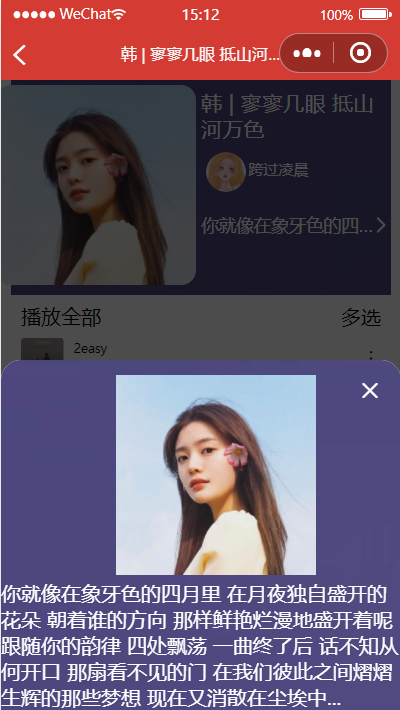 WeChat
15:12
100%
韩 | 寥寥几眼 抵山河...
韩 | 寥寥几眼 抵山
河万色
跨过凌晨
你就像在象牙色的四...
播放全部
多选
2easy
你就像在象牙色的四月里 在月夜独自盛开的
花朵 朝着谁的方向 那样鲜艳烂漫地盛开着呢
跟随你的韵律 四处飘荡 一曲终了后 话不知从
何开口 那扇看不见的门 在我们彼此之间熠熠
生辉的那些梦想 现在又消散在尘埃中...